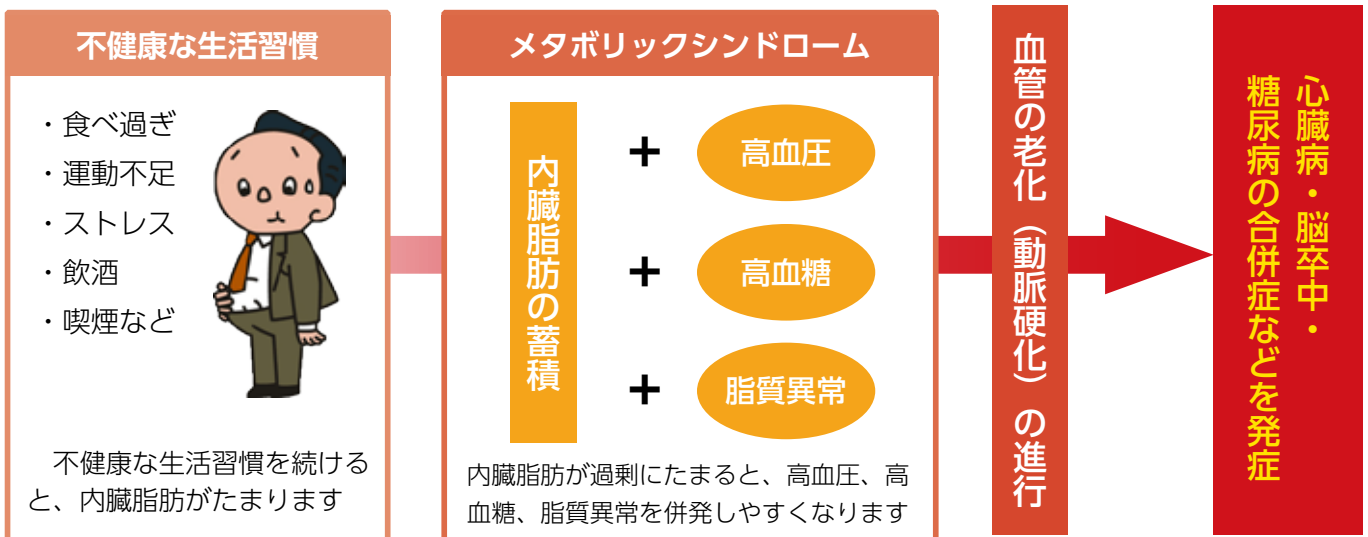 不健康な生活習慣
・食べ過ぎ
・運動不足
・ストレス
・飲酒
・喫煙など
　不健康な生活習慣を続ける
と、内臓脂肪がたまります
メタボリックシンドローム
内臓脂肪の蓄積
+
高血圧
+
高血糖
+
脂質異常
内臓脂肪が過剰にたまると、高血圧、高
血糖、脂質異常を併発しやすくなります
血管の老化（動脈硬化）の進行
心臓病・脳卒中・
糖尿病の合併症などを発症